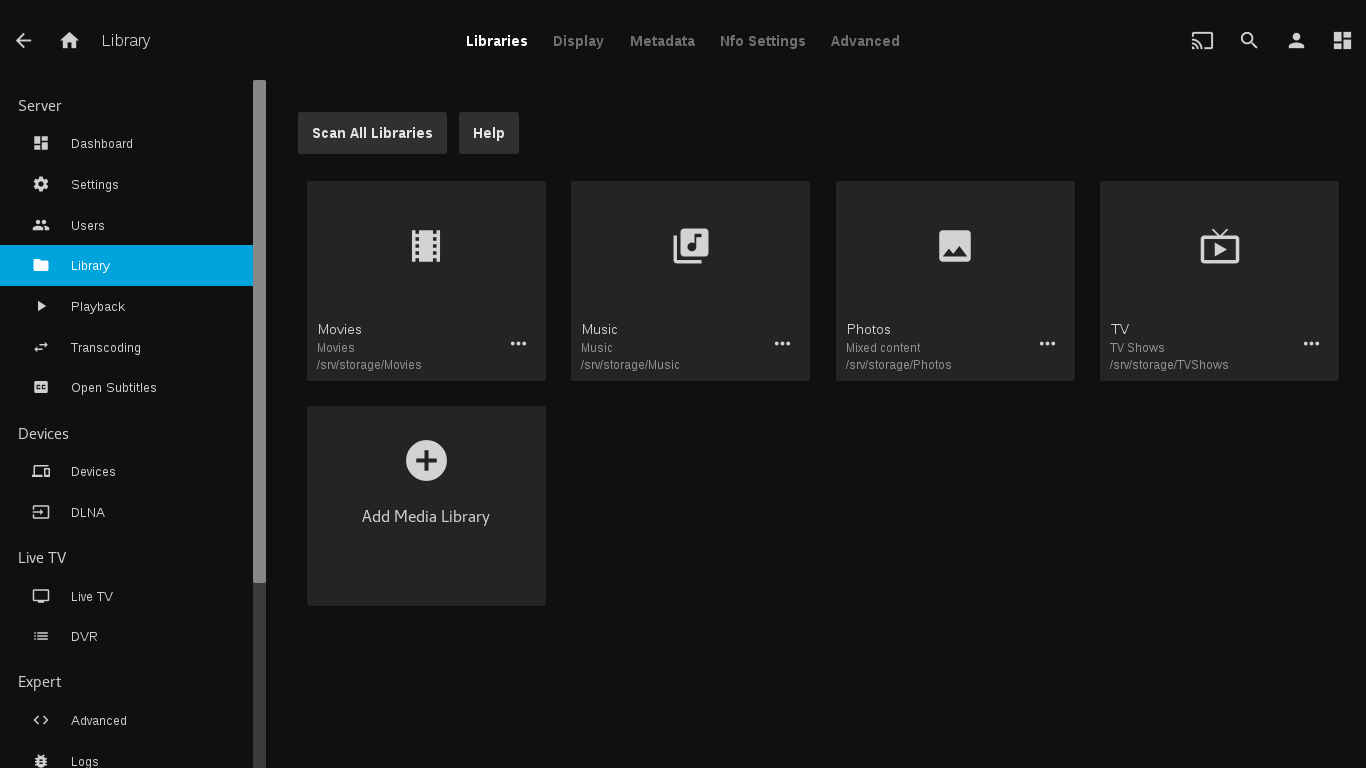 Library
Libraries
Display
Metadata
Nfo Settings
Advanced
Server
Dashboard
Settings
Users
Library
Playback
Transcoding
Open Subtitles
Devices
Devices
DLNA
Live TV
Live TV
DVR
Expert
Advanced
Logs
Scan All Libraries
Help
Movies
Movies
/srv/storage/Movies
Music
Music
/srv/storage/Music
Photos
Mixed content
/srv/storage/Photos
TV
TV Shows
/srv/storage/TVShows
Add Media Library